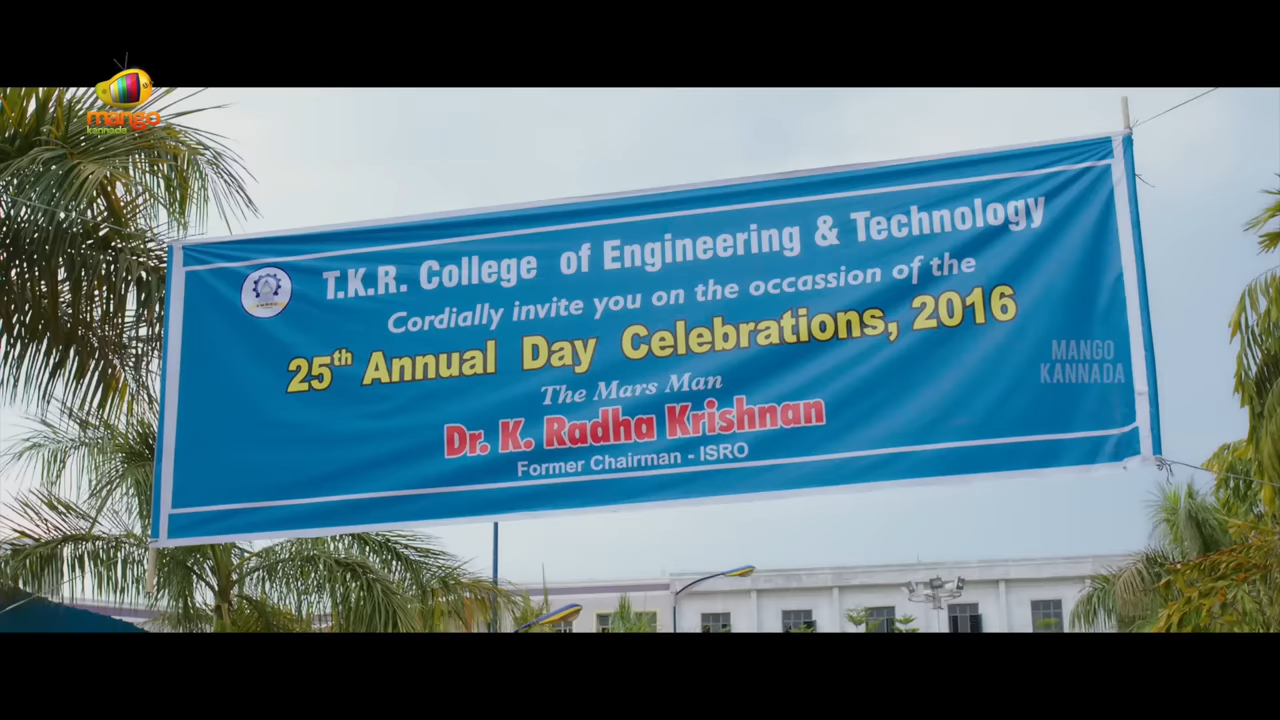 mango
kannada
T.K.R. College of Engineering & Technology
Cordially invite you on the occassion of the
25th Annual Day Celebrations, 2016
The Mars Man
Dr. K. Radha Krishnan
Former Chairman - ISRO
MANGO
KANNADA